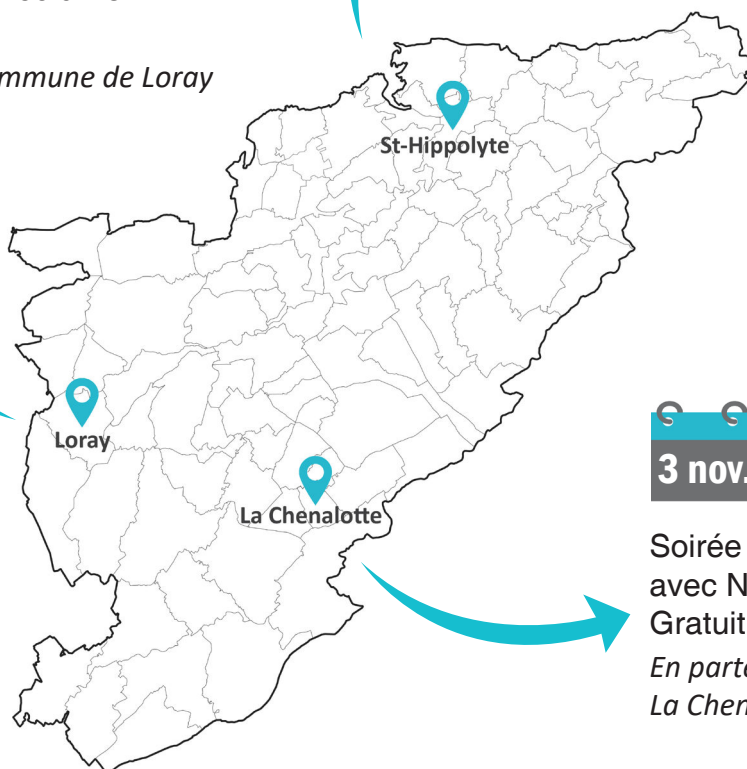 mmune de Loray
St-Hippolyte
Loray
La Chenalotte
3 nov.
Soirée
avec N
Gratuit
En parte
La Chen